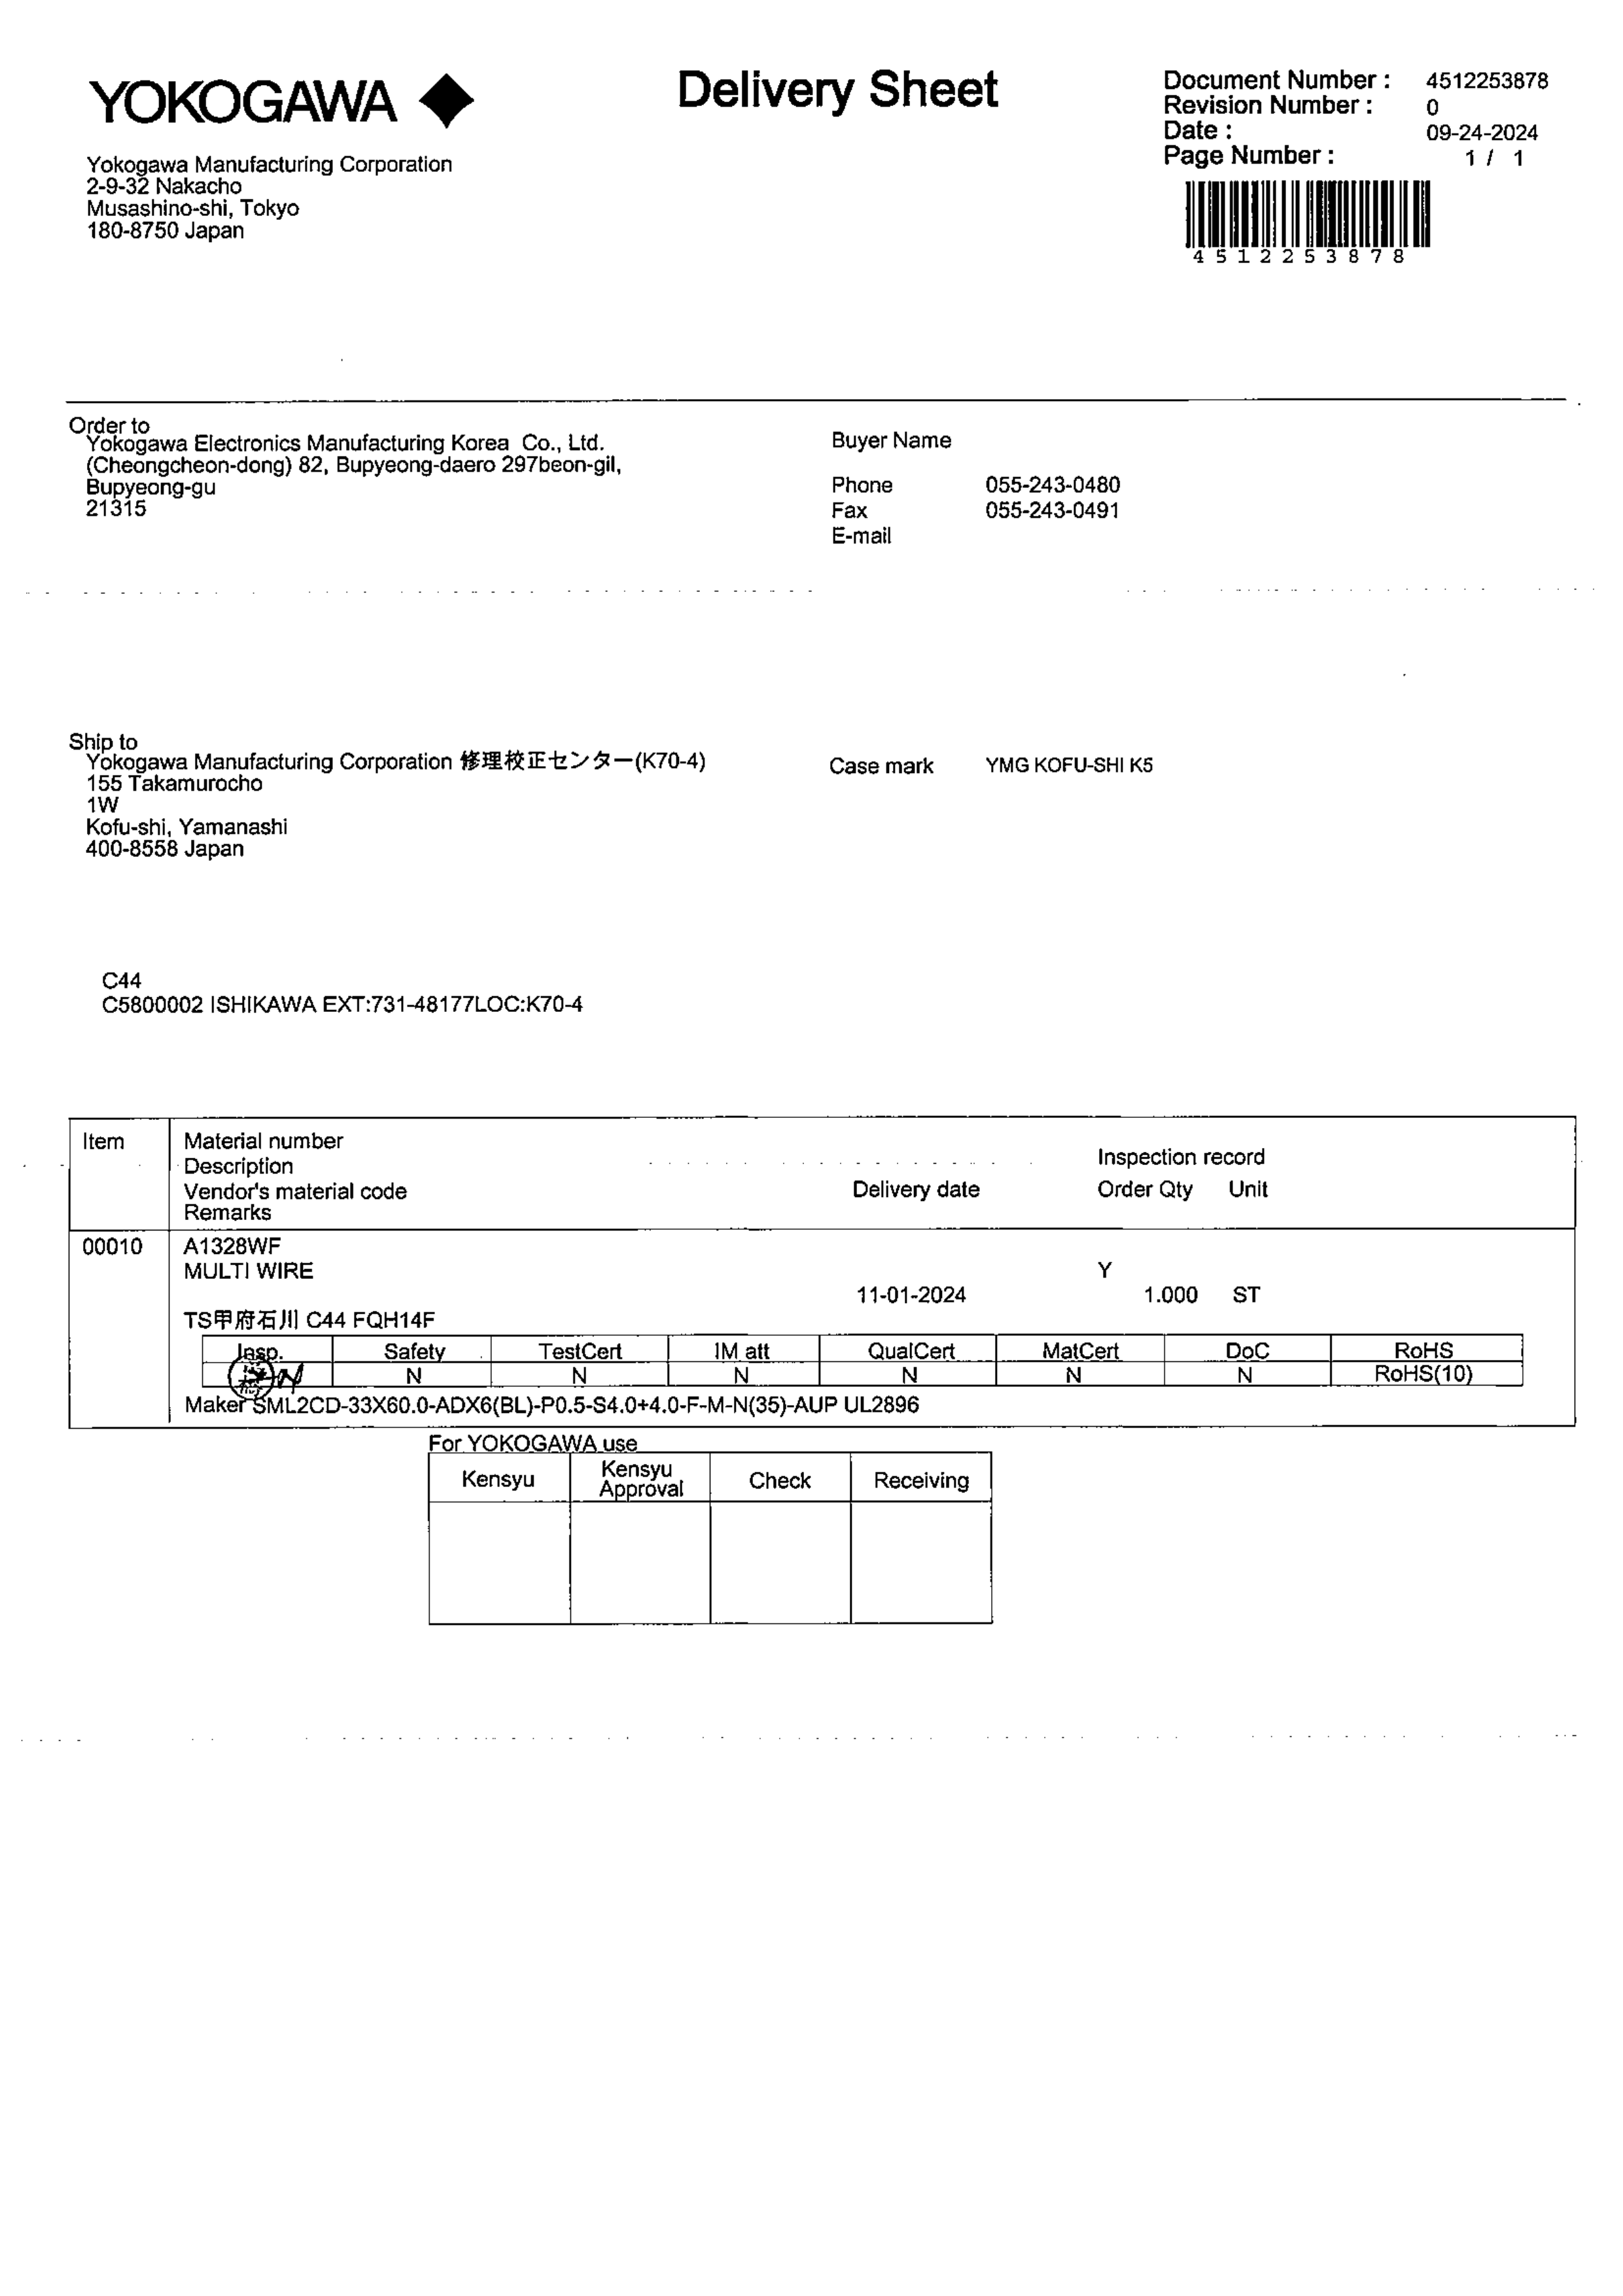 YOKOGAWA
Delivery Sheet
Document Number : 4512253878
Revision Number : 0
Date : 09-24-2024
Page Number : 1 / 1
4512253878
Yokogawa Manufacturing Corporation
2-9-32 Nakacho
Musashino-shi, Tokyo
180-8750 Japan
Order to
Yokogawa Electronics Manufacturing Korea Co., Ltd.
(Cheongcheon-dong) 82, Bupyeong-daero 297beon-gil,
Bupyeong-gu
21315
Buyer Name
Phone 055-243-0480
Fax 055-243-0491
E-mail
Ship to
Yokogawa Manufacturing Corporation 修理校正センター(K70-4)
155 Takamurocho
1W
Kofu-shi, Yamanashi
400-8558 Japan
Case mark YMG KOFU-SHI K5
C44
C5800002 ISHIKAWA EXT:731-48177LOC:K70-4
Item Material number
Description Inspection record
Vendor's material code Delivery date Order Qty Unit
Remarks
00010 A1328WF
MULTI WIRE Y
11-01-2024 1.000 ST
TS甲府石川 C44 FQH14F
Insp. Safety TestCert IM att QualCert MatCert DoC RoHS
N N N N N N RoHS(10)
Maker SML2CD-33X60.0-ADX6(BL)-P0.5-S4.0+4.0-F-M-N(35)-AUP UL2896
For YOKOGAWA use
Kensyu Kensyu Approval Check Receiving